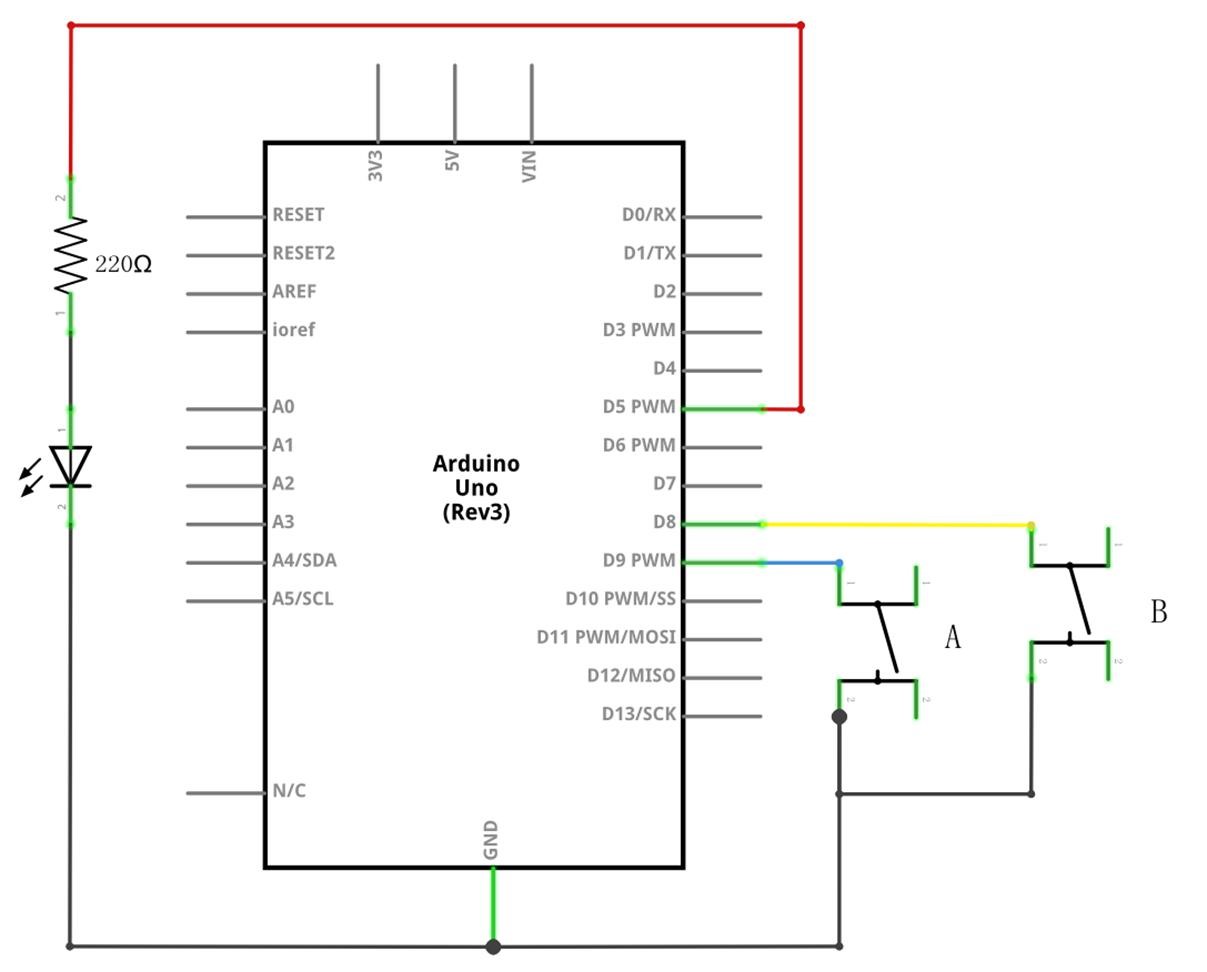 3V3
5V
VIN
2
220Ω
1
1
2
RESET
RESET2
AREF
ioref
A0
A1
A2
A3
A4/SDA
A5/SCL
N/C
Arduino
Uno
(Rev3)
D0/RX
D1/TX
D2
D3 PWM
D4
D5 PWM
D6 PWM
D7
D8
D9 PWM
D10 PWM/SS
D11 PWM/MOSI
D12/MISO
D13/SCK
GND
1
1
A
2
2
1
1
B
2
2